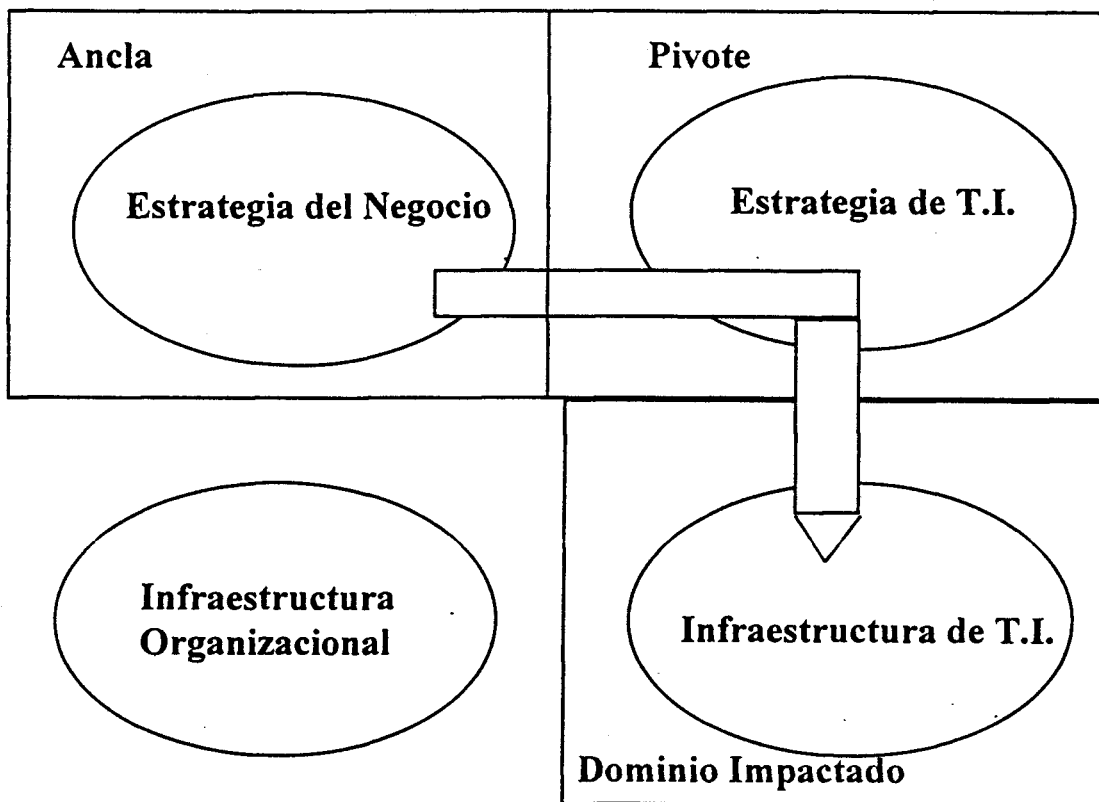 Ancla
Pivote
Estrategia del Negocio
Estrategia de T.I.
Infraestructura
Organizacional
Infraestructura de T.I.
Dominio Impactado